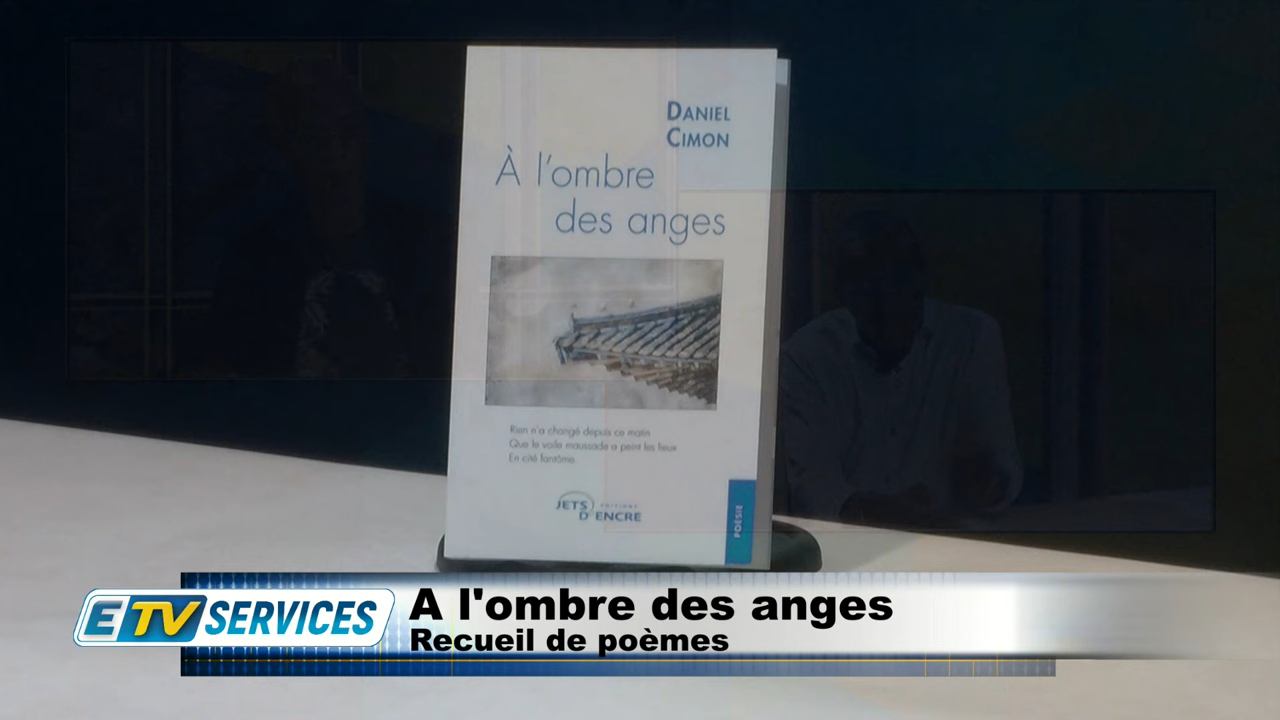 DANIEL
CIMON
À l'ombre
des anges
Rien n'a changé depuis ce matin
Que le voile maussade a peint les lieux
En cité fantôme.
JETS ÉDITIONS
D'ENCRE
POÉSIE
ETV SERVICES
A l'ombre des anges
Recueil de poèmes